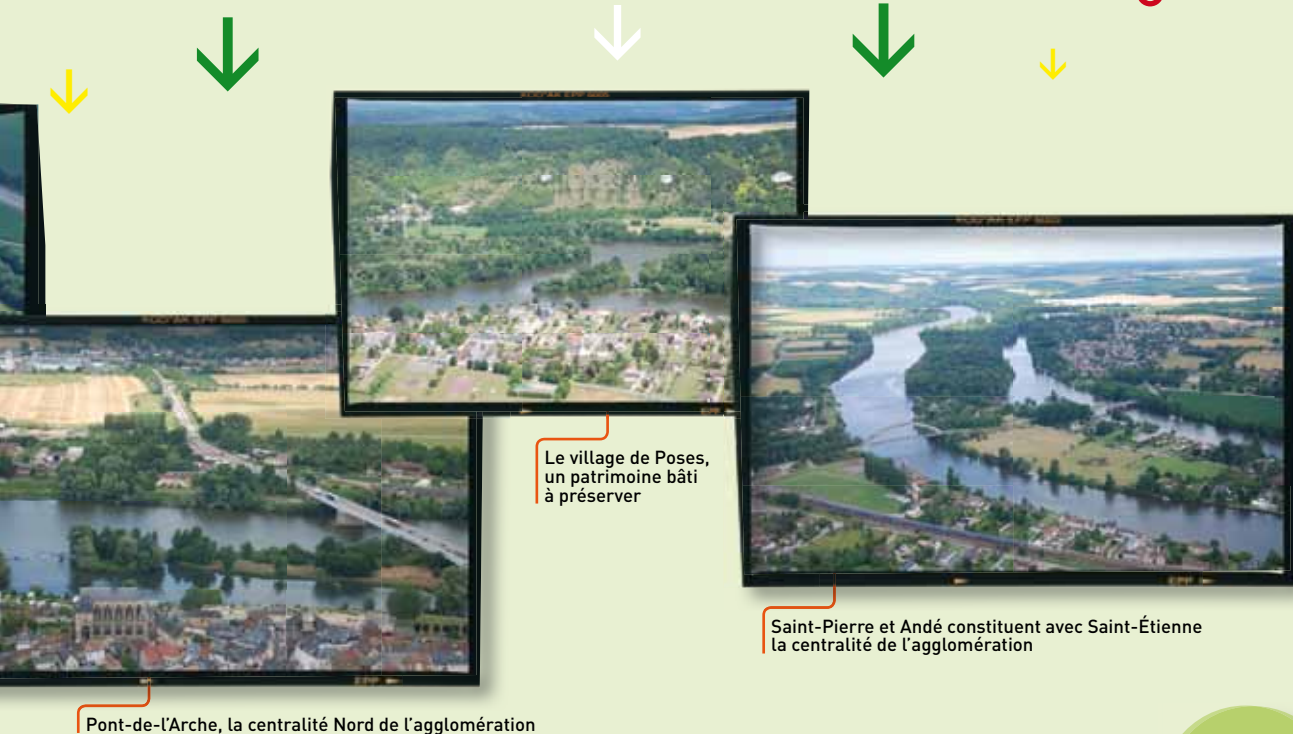 Le village de Poses,
un patrimoine bâti
à préserver
Saint-Pierre et Andé constituent avec Saint-Étienne
la centralité de l'agglomération
Pont-de-l'Arche, la centralité Nord de l'agglomération